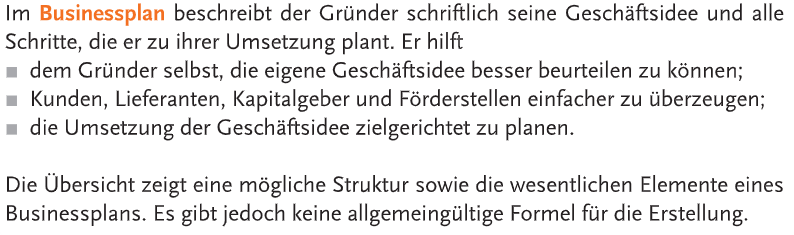 Im Businessplan beschreibt der Gründer schriftlich seine Geschäftsidee und alle
Schritte, die er zu ihrer Umsetzung plant. Er hilft
■ dem Gründer selbst, die eigene Geschäftsidee besser beurteilen zu können;
■ Kunden, Lieferanten, Kapitalgeber und Förderstellen einfacher zu überzeugen;
■ die Umsetzung der Geschäftsidee zielgerichtet zu planen.
Die Übersicht zeigt eine mögliche Struktur sowie die wesentlichen Elemente eines
Businessplans. Es gibt jedoch keine allgemeingültige Formel für die Erstellung.